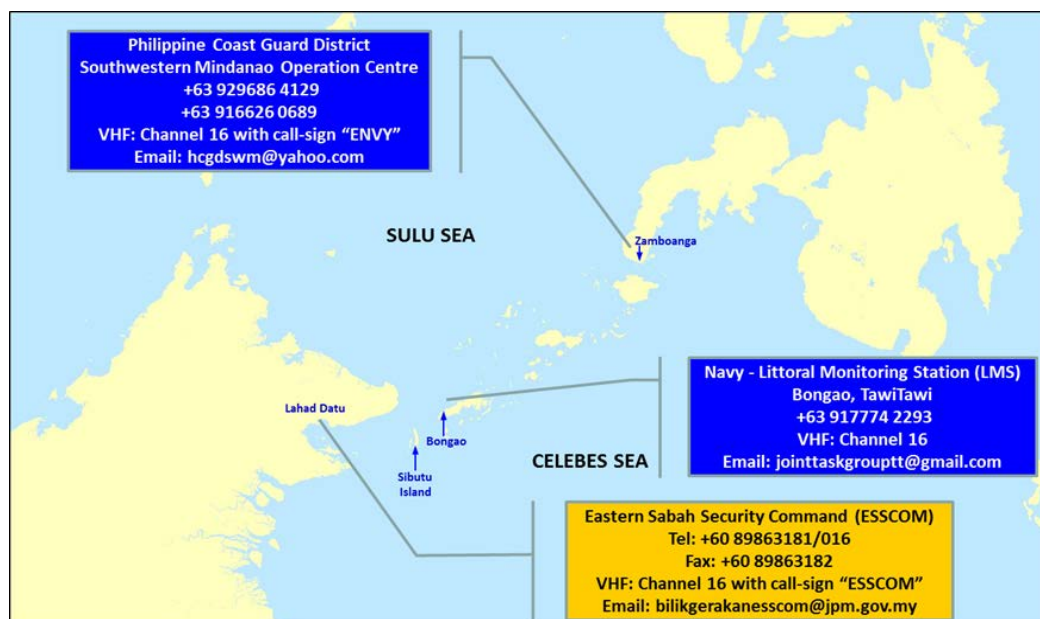 Philippine Coast Guard District
Southwestern Mindanao Operation Centre
+63 929686 4129
+63 916626 0689
VHF: Channel 16 with call-sign “ENVY”
Email: hcgdswm@yahoo.com
SULU SEA
Zamboanga
Navy - Littoral Monitoring Station (LMS)
Bongao, TawiTawi
+63 917774 2293
VHF: Channel 16
Email: jointtaskgrouptt@gmail.com
Lahad Datu
Bongao
CELEBES SEA
Sibutu
Island
Eastern Sabah Security Command (ESSCOM)
Tel: +60 89863181/016
Fax: +60 89863182
VHF: Channel 16 with call-sign “ESSCOM”
Email: bilikgerakanesscom@jpm.gov.my